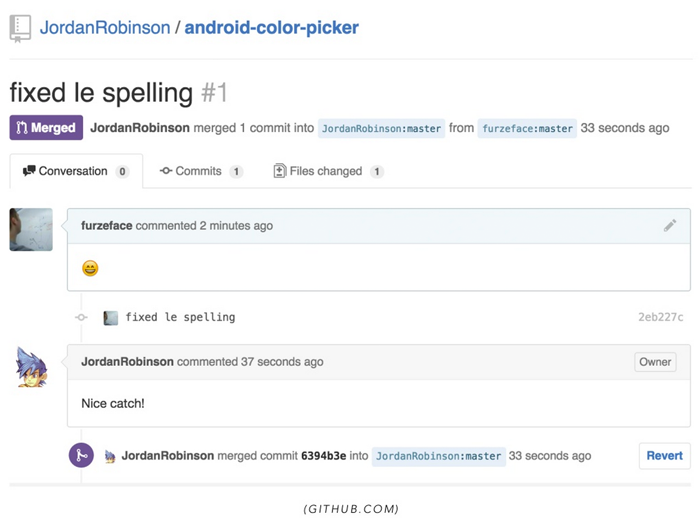 JordanRobinson / android-color-picker
fixed le spelling #1
Merged JordanRobinson merged 1 commit into JordanRobinson:master from furzeface:master 33 seconds ago
Conversation 0 Commits 1 Files changed 1
furzeface commented 2 minutes ago
😄
fixed le spelling 2eb227c
JordanRobinson commented 37 seconds ago Owner
Nice catch!
JordanRobinson merged commit 6394b3e into JordanRobinson:master 33 seconds ago Revert
(GITHUB.COM)